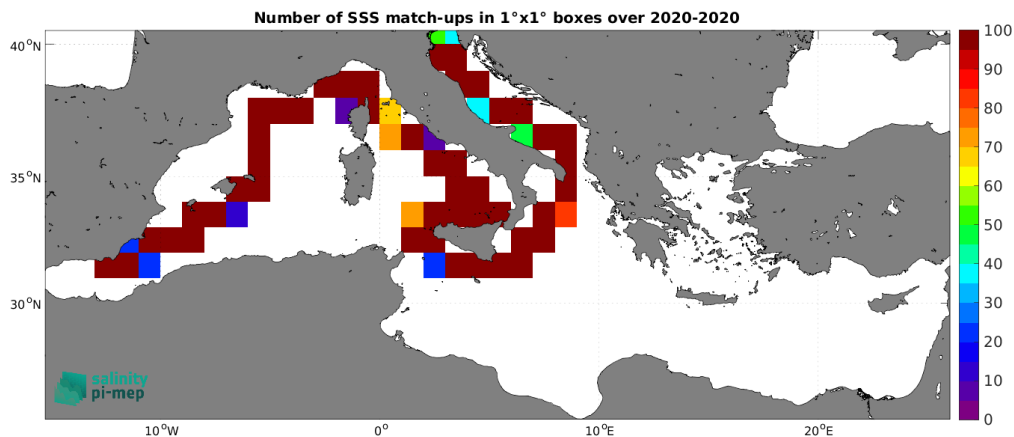 Number of SSS match-ups in 1°x1° boxes over 2020-2020
40°N
35°N
30°N
10°W
0°
10°E
20°E
100
90
80
70
60
50
40
30
20
10
0
salinity
pi-mep